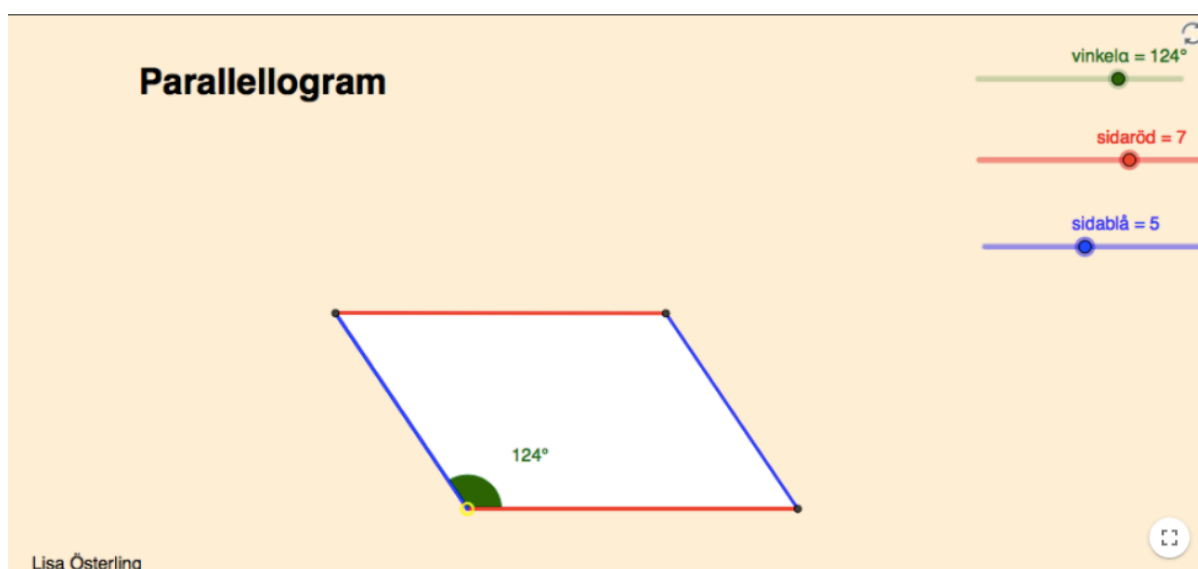 Parallellogram
vinkelα = 124°
sidaröd = 7
sidablå = 5
124°
Lisa Österling